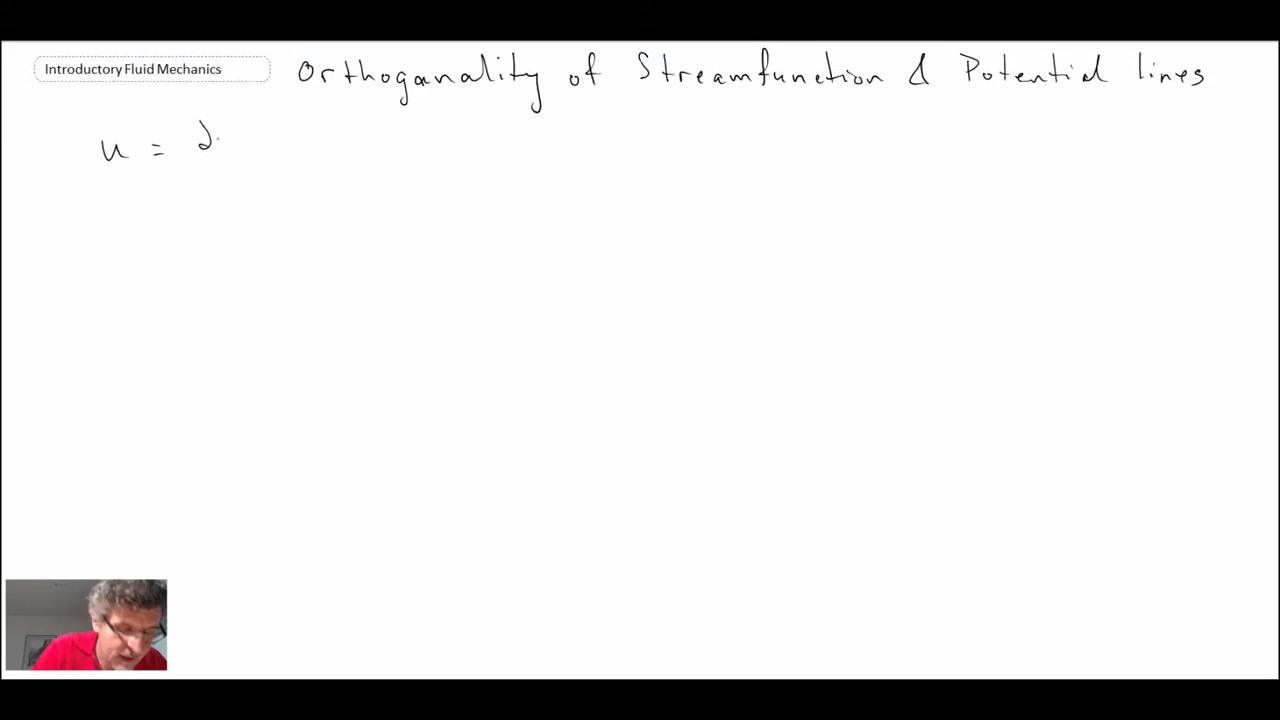 Introductory Fluid Mechanics
Orthoganality of Streamfunction & Potential lines
u = ∂